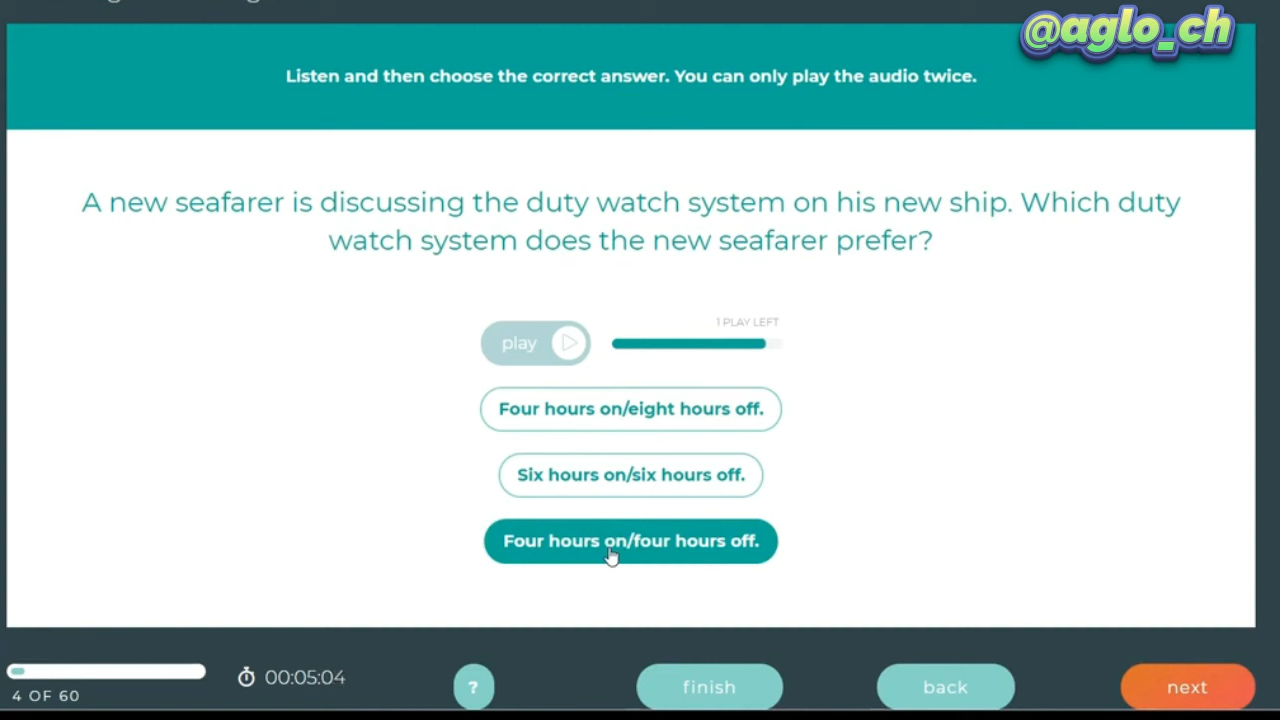 @aglo_ch
Listen and then choose the correct answer. You can only play the audio twice.
A new seafarer is discussing the duty watch system on his new ship. Which duty
watch system does the new seafarer prefer?
1 PLAY LEFT
play
Four hours on/eight hours off.
Six hours on/six hours off.
Four hours on/four hours off.
4 OF 60
00:05:04
?
finish
back
next